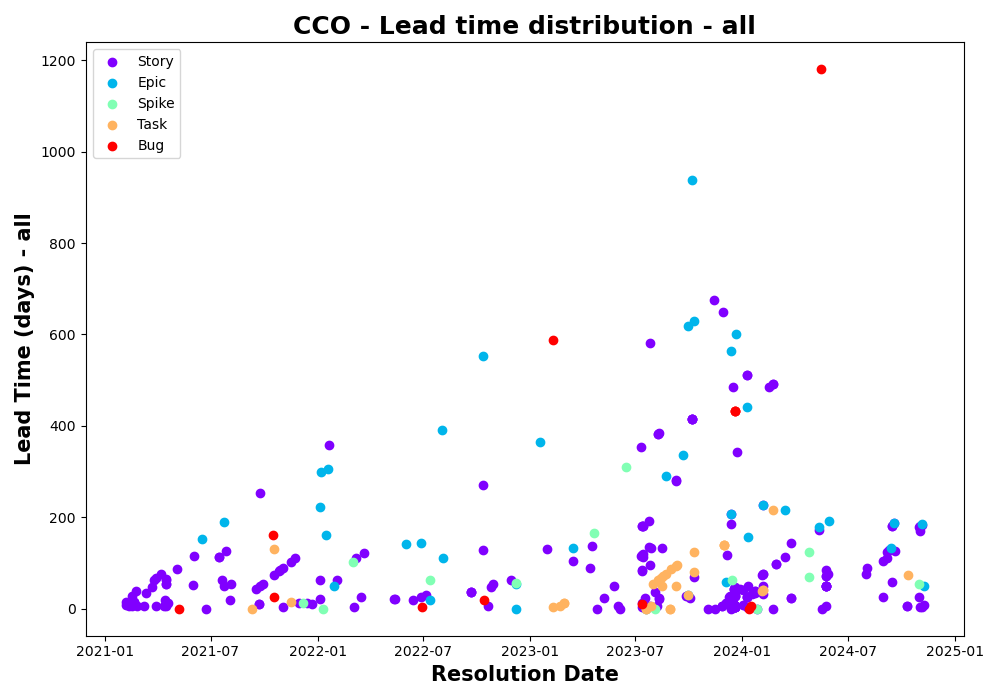 CCO - Lead time distribution - all
Story
Epic
Spike
Task
Bug
Lead Time (days) - all
1200
1000
800
600
400
200
0
2021-01 2021-07 2022-01 2022-07 2023-01 2023-07 2024-01 2024-07 2025-01
Resolution Date